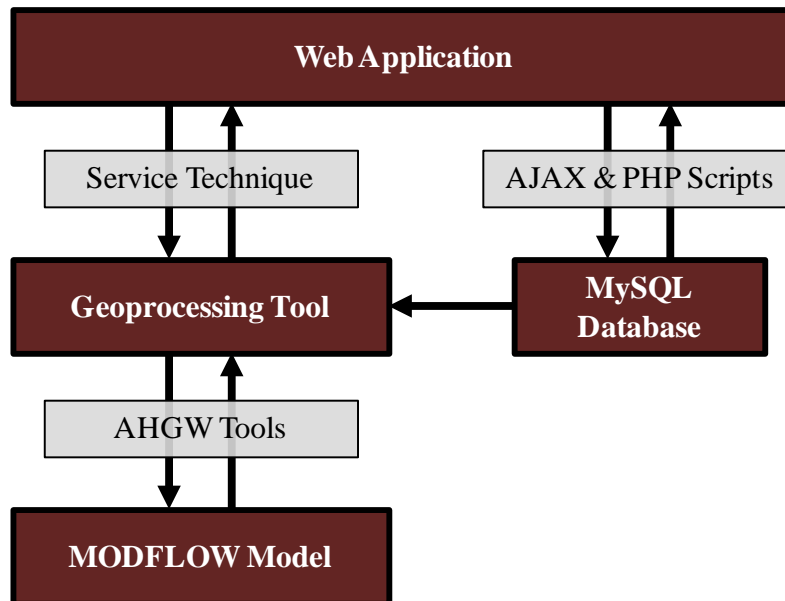 Web Application
Service Technique
AJAX & PHP Scripts
Geoprocessing Tool
MySQL
Database
AHGW Tools
MODFLOW Model